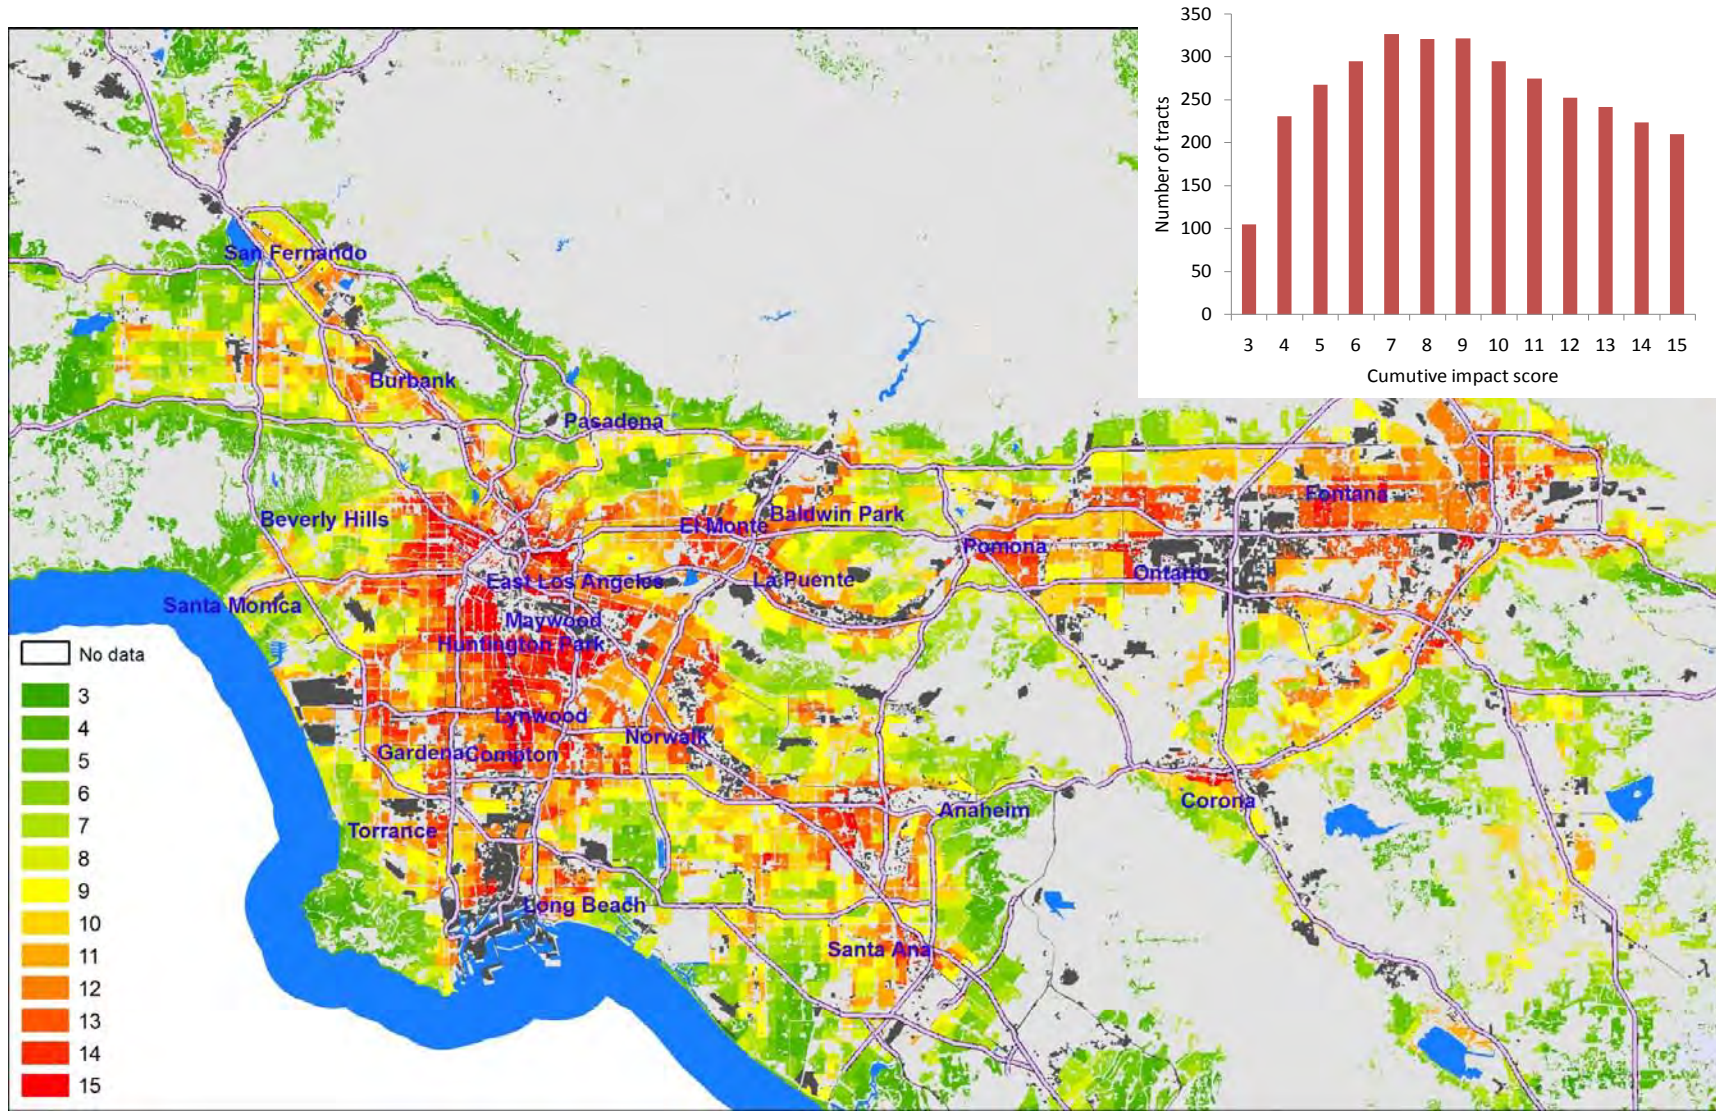 350
300
250
200
150
100
50
0
Number of tracts
3 4 5 6 7 8 9 10 11 12 13 14 15
Cumutive impact score
San Fernando
Burbank
Pasadena
Fontana
Beverly Hills
Baldwin Park
El Monte
Pomona
Ontario
East Los Angeles
La Puente
Santa Monica
Maywood
Huntington Park
Lynwood
Norwalk
Gardena
Compton
Corona
Anaheim
Torrance
Long Beach
Santa Ana
No data
3
4
5
6
7
8
9
10
11
12
13
14
15